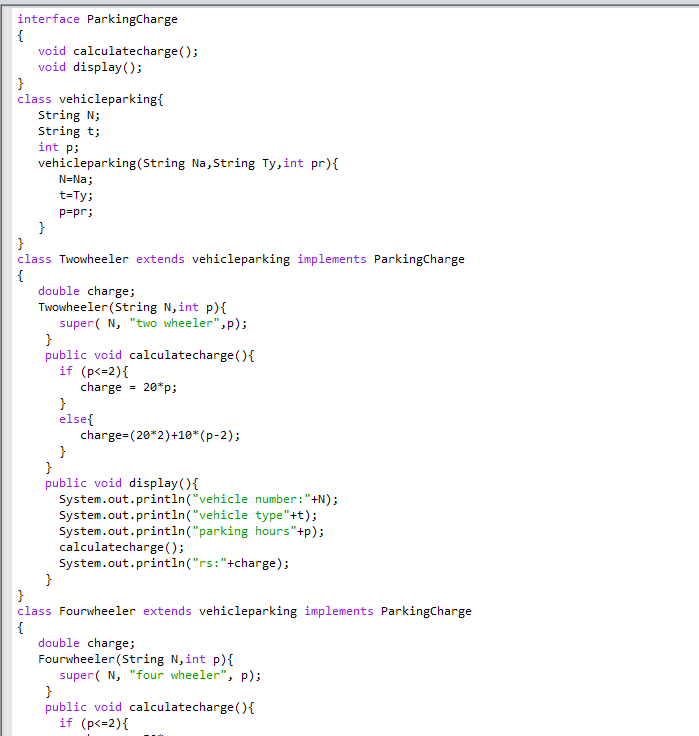 interface ParkingCharge
{
void calculatecharge();
void display();
}
class vehicleparking{
String N;
String t;
int p;
vehicleparking(String Na,String Ty,int pr){
N=Na;
t=Ty;
p=pr;
}
}
class Twowheeler extends vehicleparking implements ParkingCharge
{
double charge;
Twowheeler(String N,int p){
super( N, "two wheeler",p);
}
public void calculatecharge(){
if (p<=2){
charge = 20*p;
}
else{
charge=(20*2)+10*(p-2);
}
}
public void display(){
System.out.println("vehicle number:"+N);
System.out.println("vehicle type"+t);
System.out.println("parking hours"+p);
calculatecharge();
System.out.println("rs:"+charge);
}
}
class Fourwheeler extends vehicleparking implements ParkingCharge
{
double charge;
Fourwheeler(String N,int p){
super( N, "four wheeler", p);
}
public void calculatecharge(){
if (p<=2){